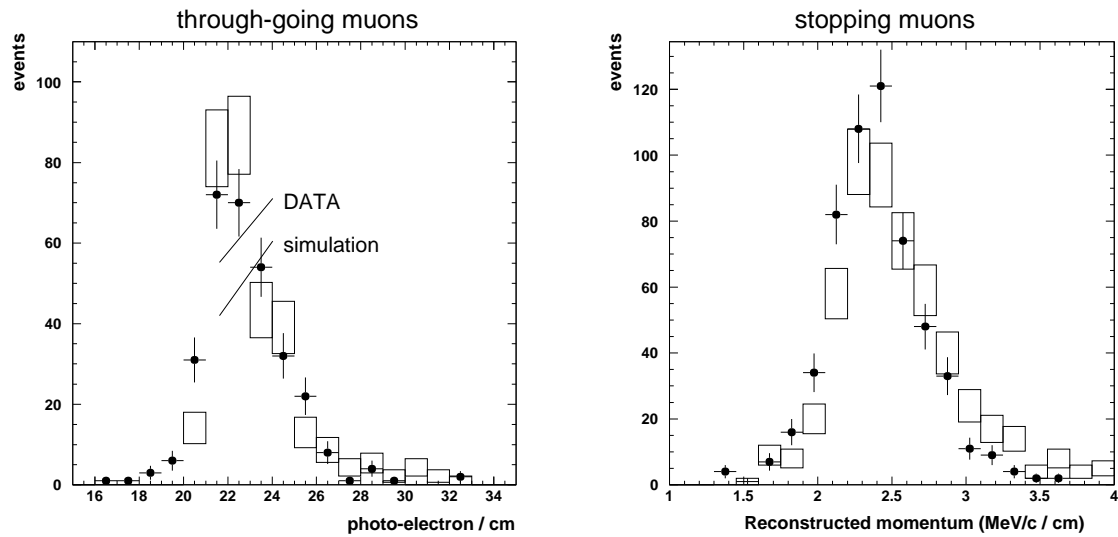 through-going muons
events
100
80
60
40
20
0
DATA
simulation
16 18 20 22 24 26 28 30 32 34
photo-electron / cm
stopping muons
events
120
100
80
60
40
20
0
1 1.5 2 2.5 3 3.5 4
Reconstructed momentum (MeV/c / cm)